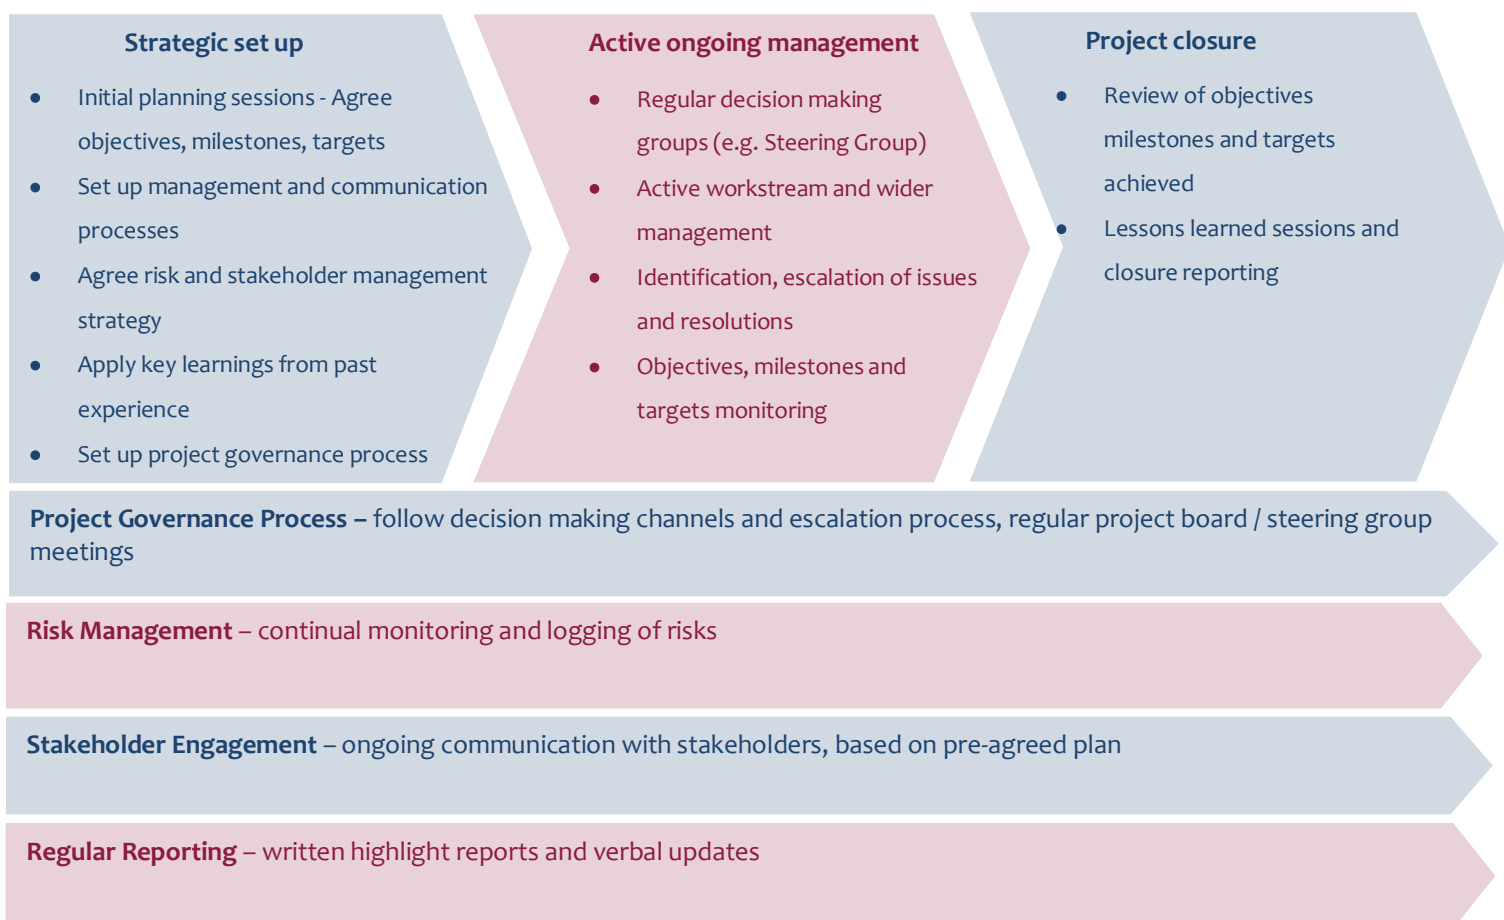 Strategic set up
• Initial planning sessions - Agree
objectives, milestones, targets
• Set up management and communication
processes
• Agree risk and stakeholder management
strategy
• Apply key learnings from past
experience
• Set up project governance process
Active ongoing management
• Regular decision making
groups (e.g. Steering Group)
• Active workstream and wider
management
• Identification, escalation of issues
and resolutions
• Objectives, milestones and
targets monitoring
Project closure
• Review of objectives
milestones and targets
achieved
• Lessons learned sessions and
closure reporting
Project Governance Process – follow decision making channels and escalation process, regular project board / steering group
meetings
Risk Management – continual monitoring and logging of risks
Stakeholder Engagement – ongoing communication with stakeholders, based on pre-agreed plan
Regular Reporting – written highlight reports and verbal updates